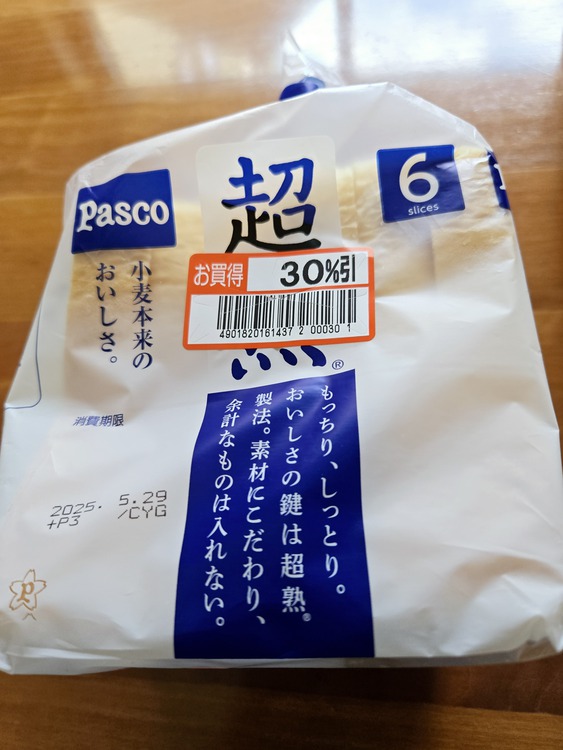 Pasco
超熟®
6
slices
お買得 30%引
4901820161437 2 00030 1
小麦本来の
おいしさ。
もっちり、しっとり。
おいしさの鍵は超熟®
製法。素材にこだわり、
余計なものは入れない。
消費期限
2025. 5.29
+P3 /CYG
P